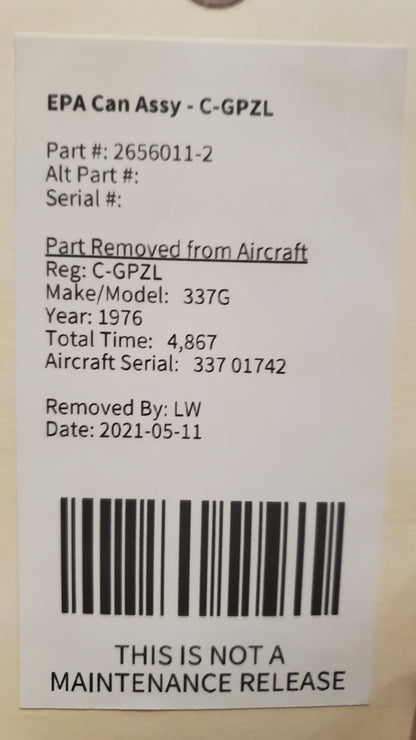 EPA Can Assy - C-GPZL
Part #: 2656011-2
Alt Part #:
Serial #:
Part Removed from Aircraft
Reg: C-GPZL
Make/Model: 337G
Year: 1976
Total Time: 4,867
Aircraft Serial: 337 01742
Removed By: LW
Date: 2021-05-11
THIS IS NOT A
MAINTENANCE RELEASE